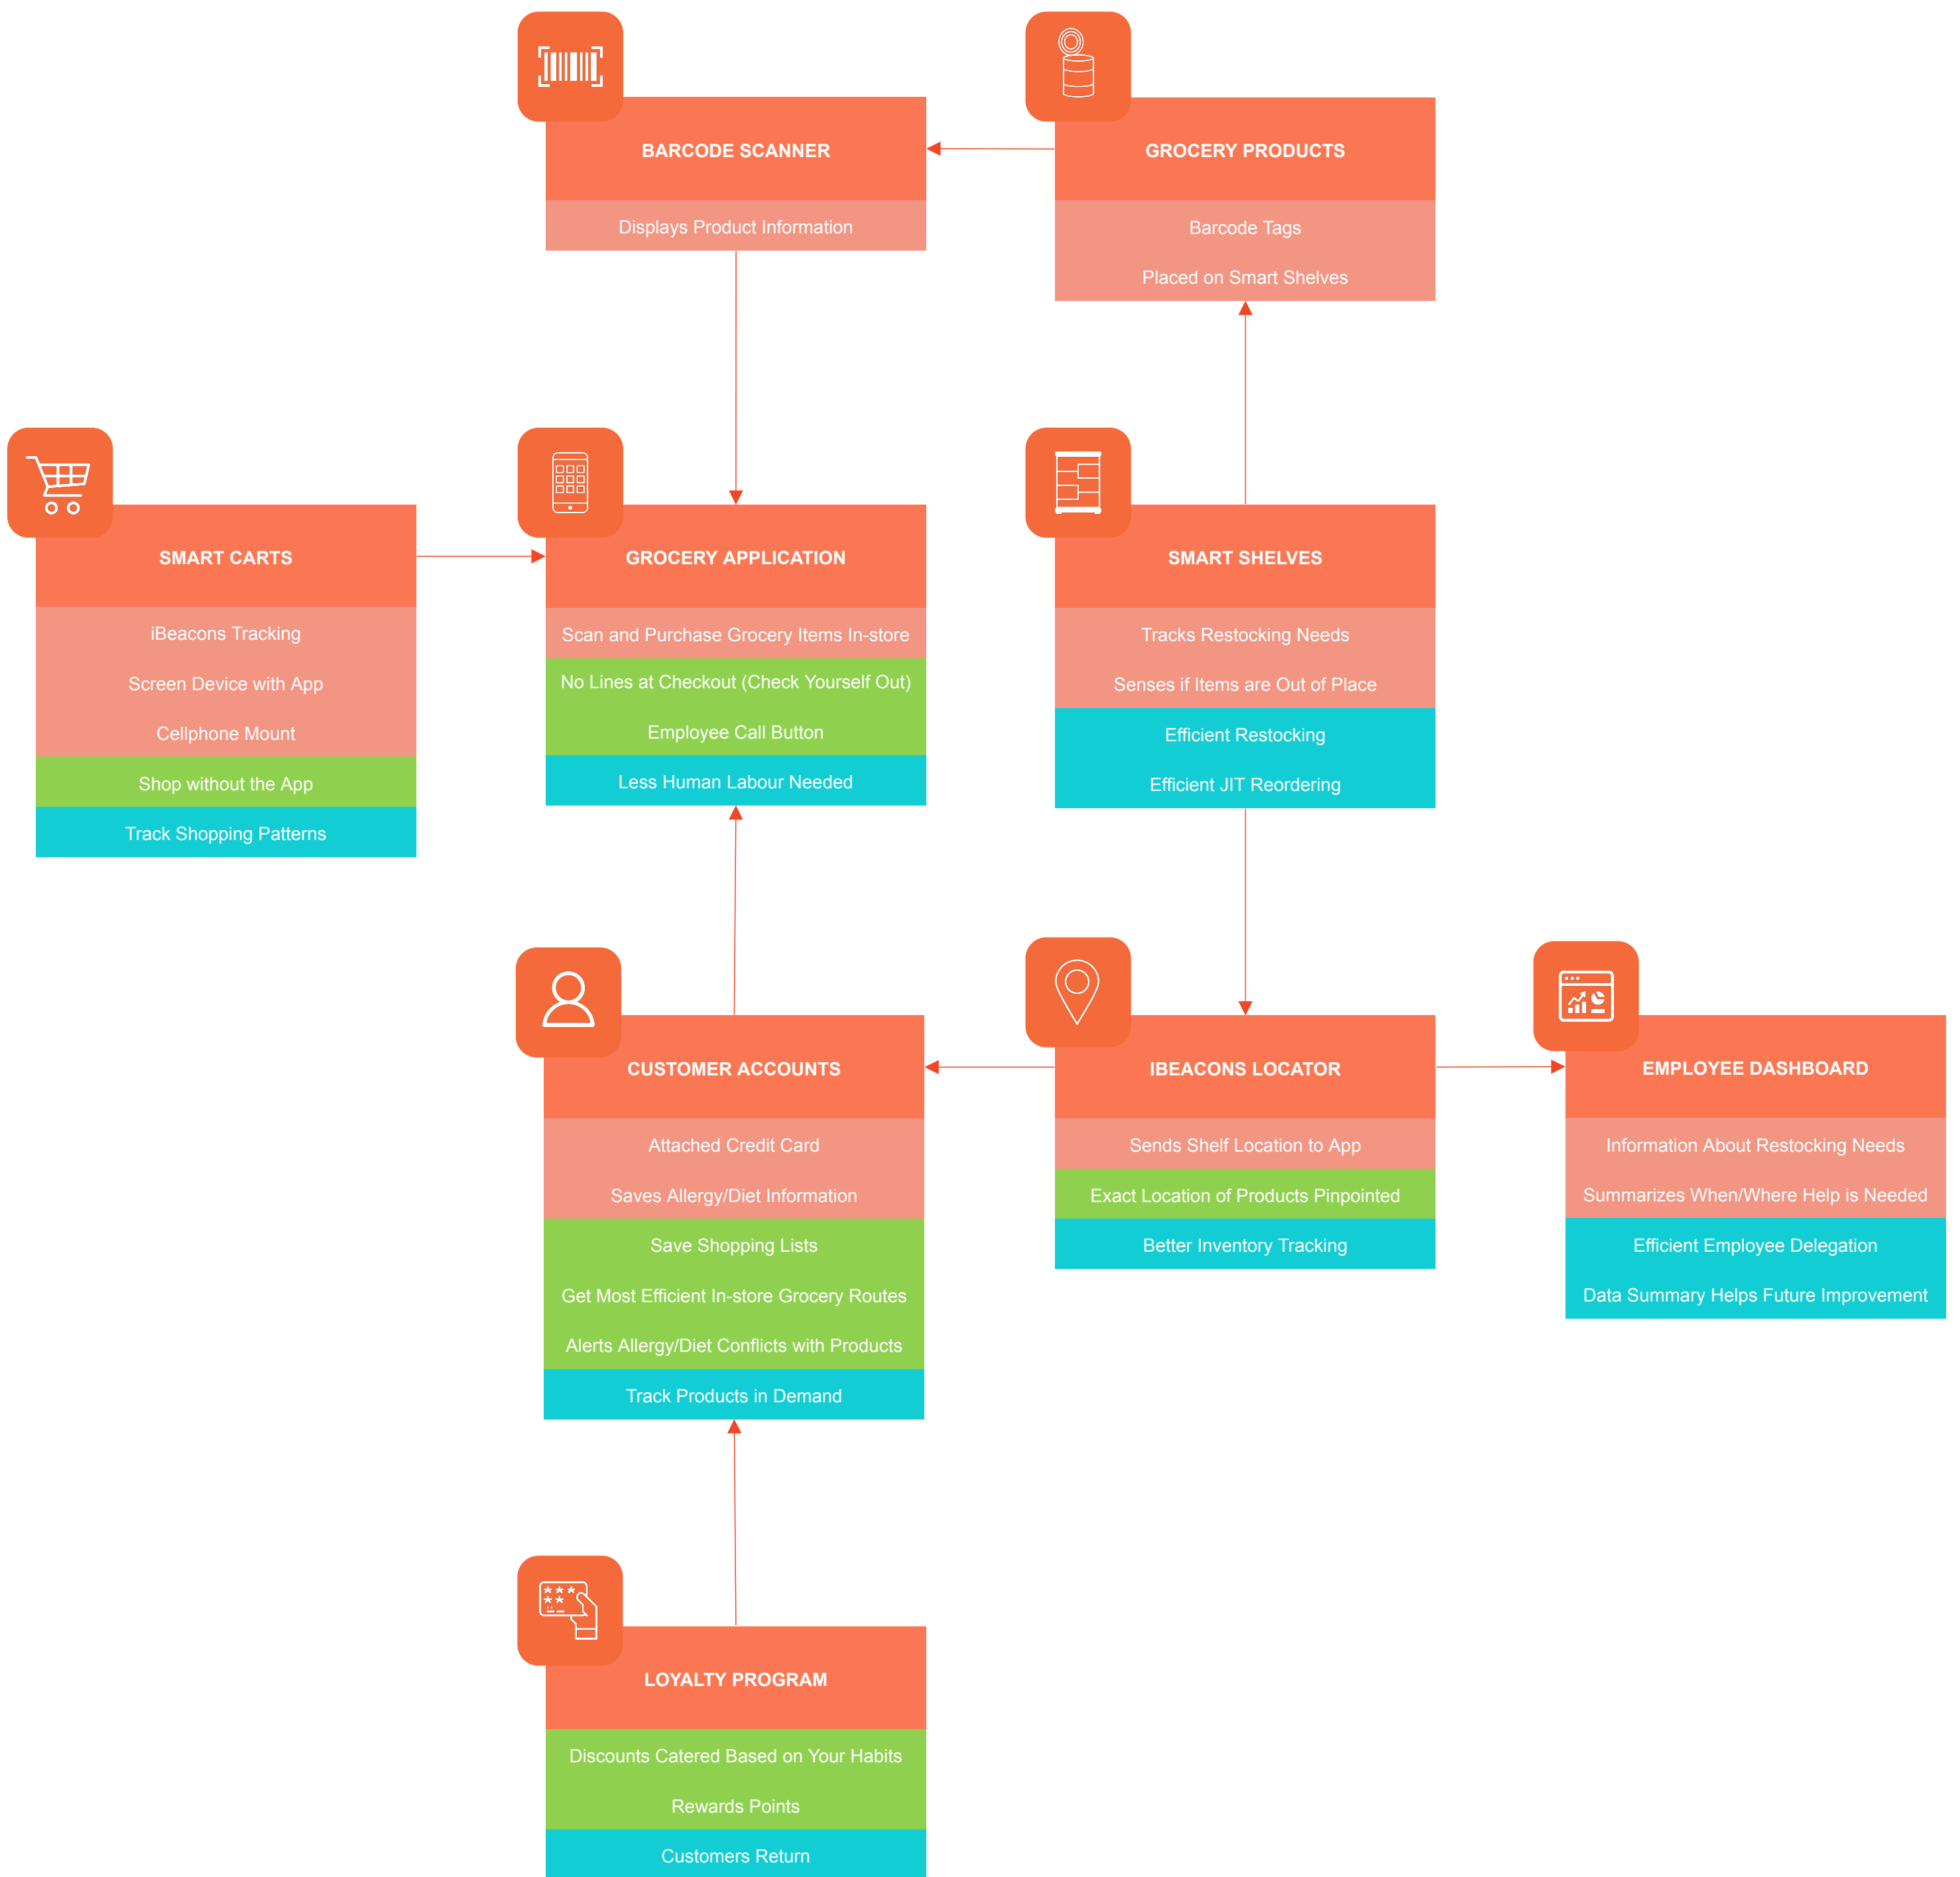 BARCODE SCANNER
Displays Product Information
GROCERY PRODUCTS
Barcode Tags
Placed on Smart Shelves
SMART CARTS
iBeacons Tracking
Screen Device with App
Cellphone Mount
Shop without the App
Track Shopping Patterns
GROCERY APPLICATION
Scan and Purchase Grocery Items In-store
No Lines at Checkout (Check Yourself Out)
Employee Call Button
Less Human Labour Needed
SMART SHELVES
Tracks Restocking Needs
Senses if Items are Out of Place
Efficient Restocking
Efficient JIT Reordering
CUSTOMER ACCOUNTS
Attached Credit Card
Saves Allergy/Diet Information
Save Shopping Lists
Get Most Efficient In-store Grocery Routes
Alerts Allergy/Diet Conflicts with Products
Track Products in Demand
IBEACONS LOCATOR
Sends Shelf Location to App
Exact Location of Products Pinpointed
Better Inventory Tracking
EMPLOYEE DASHBOARD
Information About Restocking Needs
Summarizes When/Where Help is Needed
Efficient Employee Delegation
Data Summary Helps Future Improvement
LOYALTY PROGRAM
Discounts Catered Based on Your Habits
Rewards Points
Customers Return